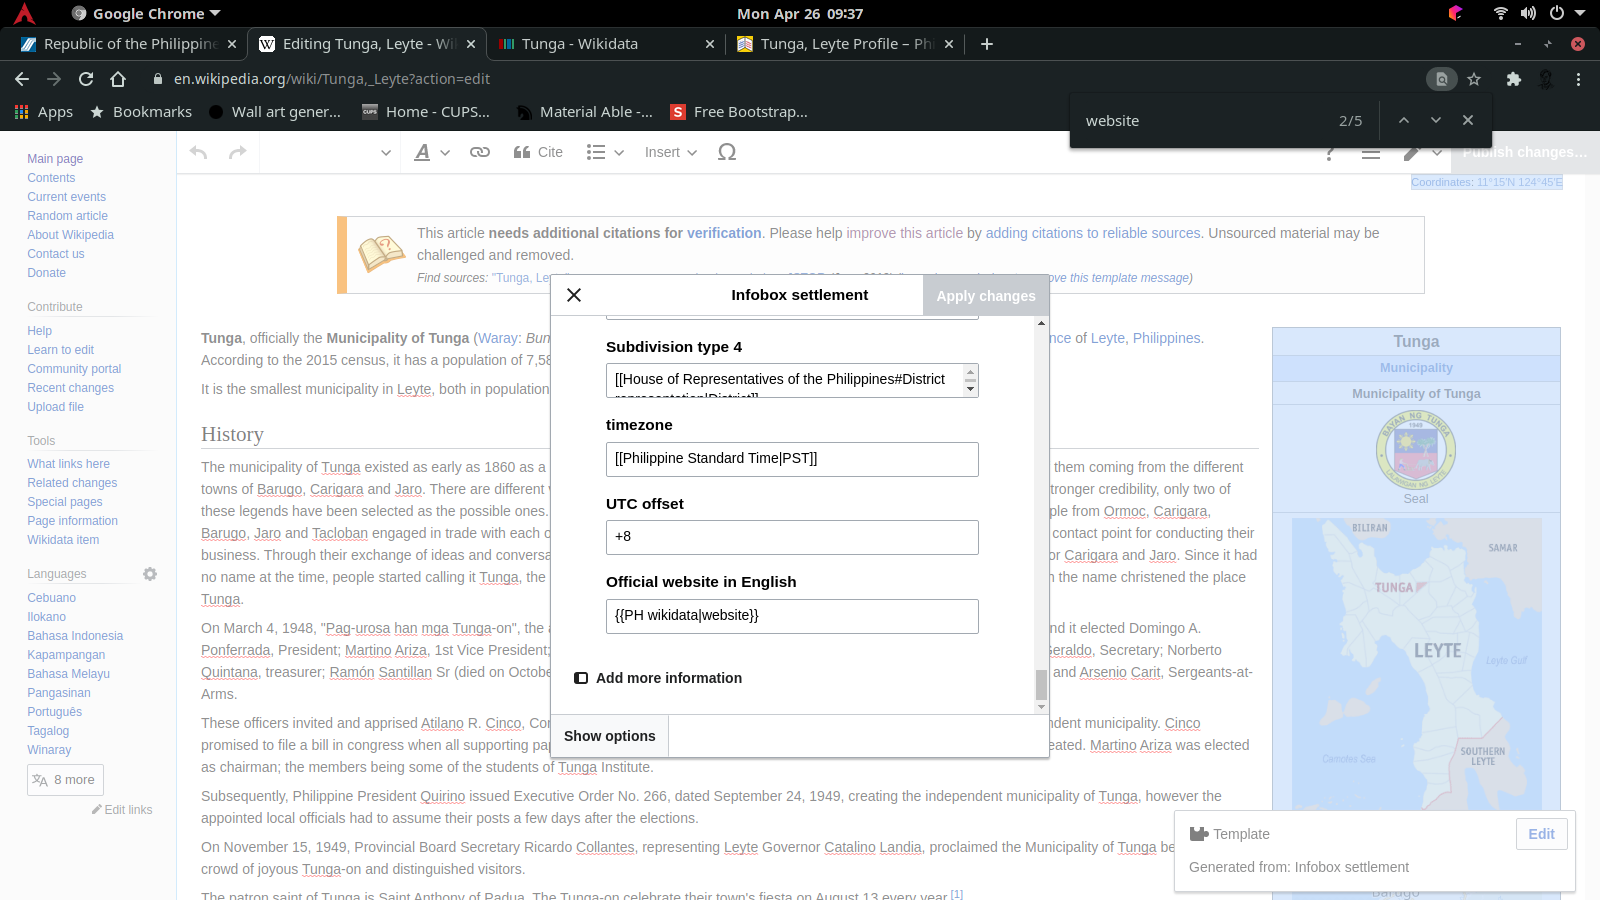 Google Chrome
Mon Apr 26 09:37
Republic of the Philippine
Editing Tunga, Leyte - Wi
Tunga - Wikidata
Tunga, Leyte Profile – Phi
en.wikipedia.org/wiki/Tunga,_Leyte?action=edit
Apps
Bookmarks
Wall art gener...
CUPS
Home - CUPS...
Material Able -...
S
Free Bootstrap...
website
2/5
Cite
Insert
Publish changes...
Coordinates: 11°15'N 124°45'E
Main page
Contents
Current events
Random article
About Wikipedia
Contact us
Donate
Contribute
Help
Learn to edit
Community portal
Recent changes
Upload file
Tools
What links here
Related changes
Special pages
Page information
Wikidata item
Languages
Cebuano
Ilokano
Bahasa Indonesia
Kapampangan
Bahasa Melayu
Pangasinan
Português
Tagalog
Winaray
8 more
Edit links
This article needs additional citations for verification. Please help improve this article by adding citations to reliable sources. Unsourced material may be
challenged and removed.
Find sources: "Tunga, Le
ove this template message)
Tunga, officially the Municipality of Tunga (Waray: Bun
nce of Leyte, Philippines.
According to the 2015 census, it has a population of 7,58
It is the smallest municipality in Leyte, both in population
History
The municipality of Tunga existed as early as 1860 as a
them coming from the different
towns of Barugo, Carigara and Jaro. There are different v
tronger credibility, only two of
these legends have been selected as the possible ones.
ple from Ormoc, Carigara,
Barugo, Jaro and Tacloban engaged in trade with each o
contact point for conducting their
business. Through their exchange of ideas and conversa
or Carigara and Jaro. Since it had
no name at the time, people started calling it Tunga, the
n the name christened the place
Tunga.
On March 4, 1948, "Pag-urosa han mga Tunga-on", the a
nd it elected Domingo A.
Ponferrada, President; Martino Ariza, 1st Vice President;
Geraldo, Secretary; Norberto
Quintana, treasurer; Ramón Santillan Sr (died on Octobe
and Arsenio Carit, Sergeants-at-
Arms.
These officers invited and apprised Atilano R. Cinco, Con
ndent municipality. Cinco
promised to file a bill in congress when all supporting pap
eated. Martino Ariza was elected
as chairman; the members being some of the students of Tunga Institute.
Subsequently, Philippine President Quirino issued Executive Order No. 266, dated September 24, 1949, creating the independent municipality of Tunga, however the
appointed local officials had to assume their posts a few days after the elections.
On November 15, 1949, Provincial Board Secretary Ricardo Collantes, representing Leyte Governor Catalino Landia, proclaimed the Municipality of Tunga be
crowd of joyous Tunga-on and distinguished visitors.
The patron saint of Tunga is Saint Anthony of Padua. The Tunga-on celebrate their town's fiesta on August 13 every year.[1]
Infobox settlement
Apply changes
Subdivision type 4
[[House of Representatives of the Philippines#District
representation|District]]
timezone
[[Philippine Standard Time|PST]]
UTC offset
+8
Official website in English
{{PH wikidata|website}}
Add more information
Show options
Tunga
Municipality
Municipality of Tunga
BAYAN NG TUNGA
1949
LALAWIGAN NG LEYTE
Seal
BILIRAN
SAMAR
TUNGA
LEYTE
Leyte Gulf
SOUTHERN
LEYTE
Camotes Sea
Template
Edit
Generated from: Infobox settlement
Barugo